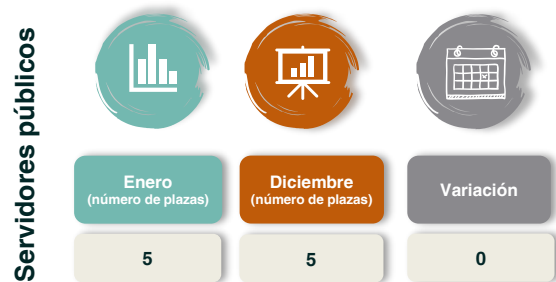 Servidores públicos
Enero
(número de plazas)
Diciembre
(número de plazas)
Variación
5
5
0